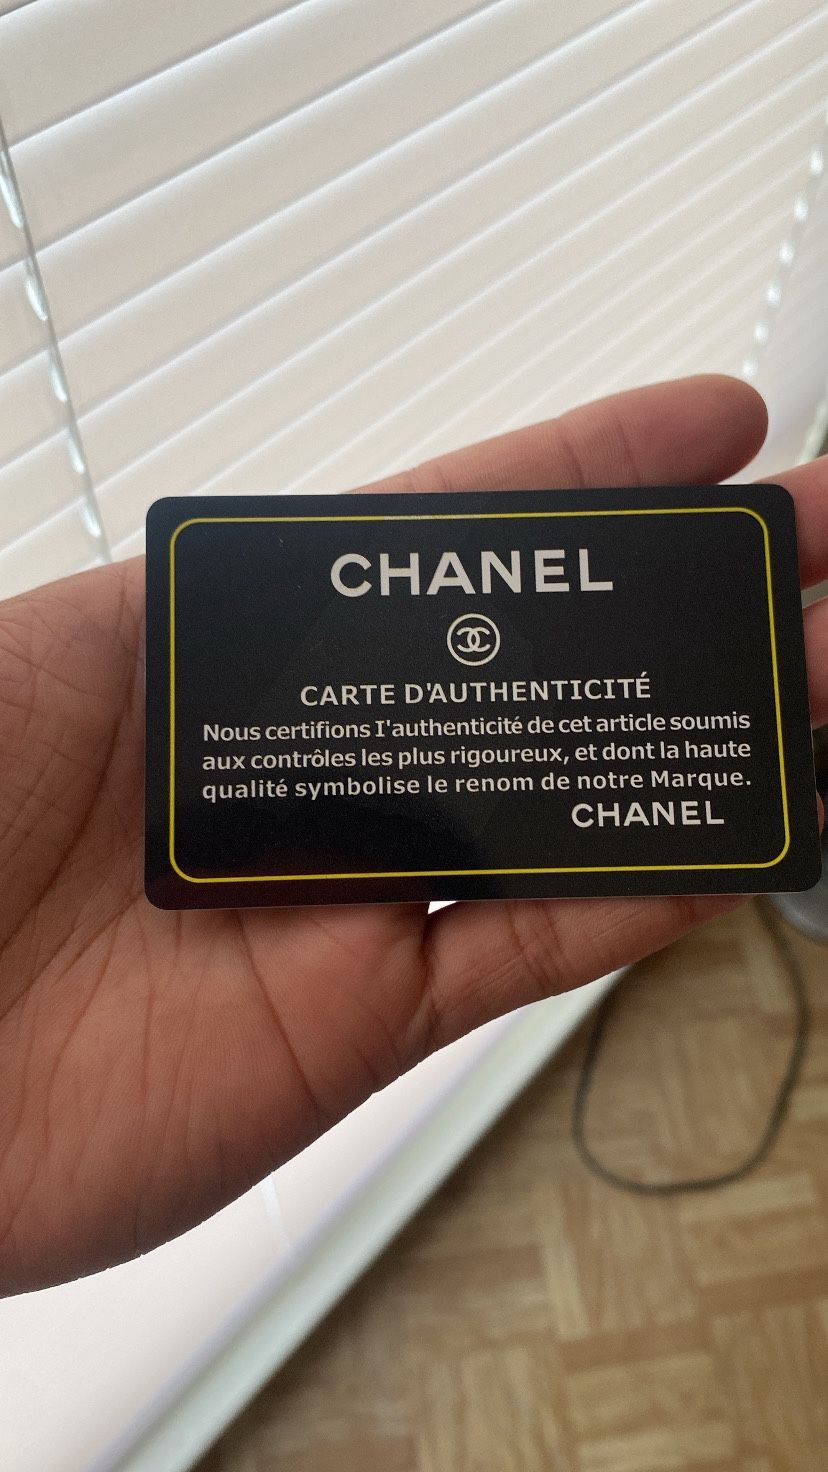 CHANEL
CARTE D'AUTHENTICITÉ
Nous certifions I'authenticité de cet article soumis
aux contrôles les plus rigoureux, et dont la haute
qualité symbolise le renom de notre Marque.
CHANEL